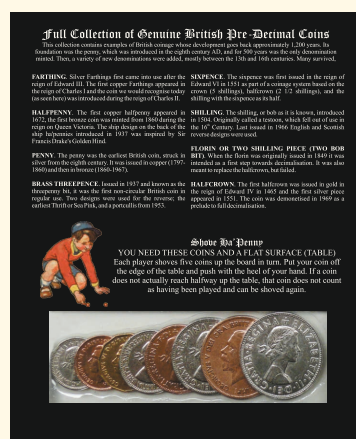 Full Collection of Genuine British Pre-Decimal Coins
This collection contains examples of British coinage whose development goes back approximately 1,200 years. Its
foundation was the penny, which was introduced in the eighth century AD, and for 500 years was the only denomination
minted. Then, a variety of new denominations were added, mostly between the 13th and 16th centuries. Many survived,
FARTHING. Silver Farthings first came into use after the
reign of Edward III. The first copper Farthings appeared in
the reign of Charles I and the coin we would recognise today
(as seen here) was introduced during the reign of Charles II.
HALFPENNY. The first copper halfpenny appeared in
1672, the first bronze coin was minted from 1860 during the
reign on Queen Victoria. The ship design on the back of the
ship ha'pennies introduced in 1937 was inspired by Sir
Francis Drake's Golden Hind.
PENNY. The penny was the earliest British coin, struck in
silver from the eighth century. It was issued in copper (1797-
1860) and then in bronze (1860-1967).
BRASS THREEPENCE. Issued in 1937 and known as the
threepenny bit, it was the first non-circular British coin in
regular use. Two designs were used for the reverse; the
earliest Thrift or Sea Pink, and a portcullis from 1953.
SIXPENCE. The sixpence was first issued in the reign of
Edward VI in 1551 as part of a coinage system based on the
crown (5 shillings), halfcrown (2 1/2 shillings), and the
shilling with the sixpence as its half.
SHILLING. The shilling, or bob as it is known, introduced
in 1504. Originally called a testoon, which fell out of use in
the 16th Century. Last issued in 1966 English and Scottish
reverse designs were used.
FLORIN OR TWO SHILLING PIECE (TWO BOB
BIT). When the florin was originally issued in 1849 it was
intended as a first step towards decimalisation. It was also
meant to replace the halfcrown, but failed.
HALFCROWN. The first halfcrown was issued in gold in
the reign of Edward IV in 1465 and the first silver piece
appeared in 1551. The coin was demonetised in 1969 as a
prelude to full decimalisation.
Shove Ha'Penny
YOU NEED THESE COINS AND A FLAT SURFACE (TABLE)
Each player shoves five coins up the board in turn. Put your coin off
the edge of the table and push with the heel of your hand. If a coin
does not actually reach halfway up the table, that coin does not count
as having been played and can be shoved again.